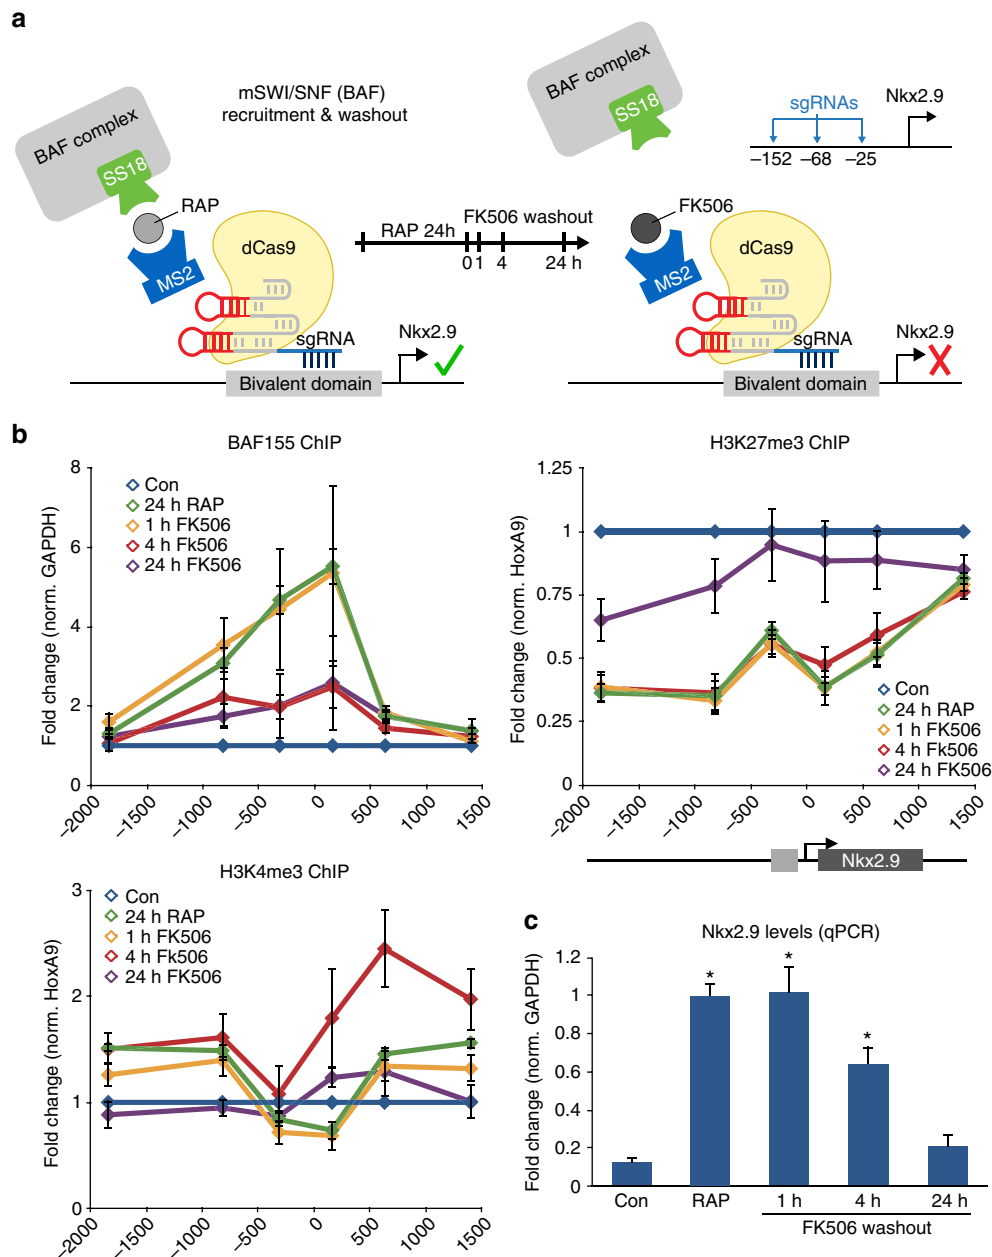 a
BAF complex
SS18
RAP
MS2
dCas9
sgRNA
Nkx2.9
Bivalent domain
mSWI/SNF (BAF)
recruitment & washout
RAP 24h
FK506 washout
0 1 4 24 h
BAF complex
SS18
FK506
MS2
dCas9
sgRNA
Nkx2.9
Bivalent domain
sgRNAs
Nkx2.9
–152 –68 –25
b
BAF155 ChIP
Fold change (norm. GAPDH)
8
6
4
2
0
Con
24 h RAP
1 h FK506
4 h Fk506
24 h FK506
–2000 –1500 –1000 –500 0 500 1000 1500
H3K27me3 ChIP
Fold change (norm. HoxA9)
1.25
1
0.75
0.5
0.25
0
Con
24 h RAP
1 h FK506
4 h Fk506
24 h FK506
–2000 –1500 –1000 –500 0 500 1000 1500
Nkx2.9
H3K4me3 ChIP
Fold change (norm. HoxA9)
3
2
1
0
Con
24 h RAP
1 h FK506
4 h Fk506
24 h FK506
–2000 –1500 –1000 –500 0 500 1000 1500
c
Nkx2.9 levels (qPCR)
Fold change (norm. GAPDH)
1.2
1
0.8
0.6
0.4
0.2
0
* * *
Con RAP 1 h 4 h 24 h
FK506 washout